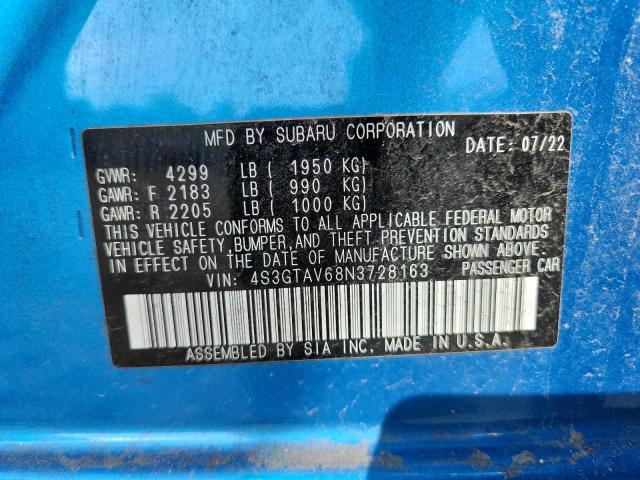 MFD BY SUBARU CORPORATION DATE: 07/22
GVWR: 4299 LB ( 1950 KG)
GAWR: F 2183 LB ( 990 KG)
GAWR: R 2205 LB ( 1000 KG)
THIS VEHICLE CONFORMS TO ALL APPLICABLE FEDERAL MOTOR
VEHICLE SAFETY, BUMPER, AND THEFT PREVENTION STANDARDS
IN EFFECT ON THE DATE OF MANUFACTURE SHOWN ABOVE.
VIN: 4S3GTAV68N3728163 PASSENGER CAR
ASSEMBLED BY SIA INC. MADE IN U.S.A.